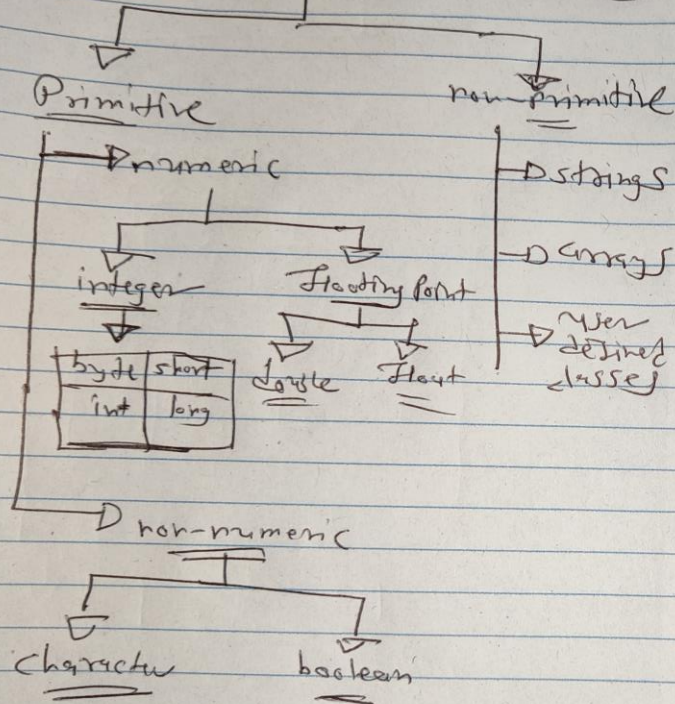 Primitive
non-primitive
numeric
strings
integer
floating point
arrays
user
defined
classes
byte short
int long
double
float
non-numeric
character
boolean